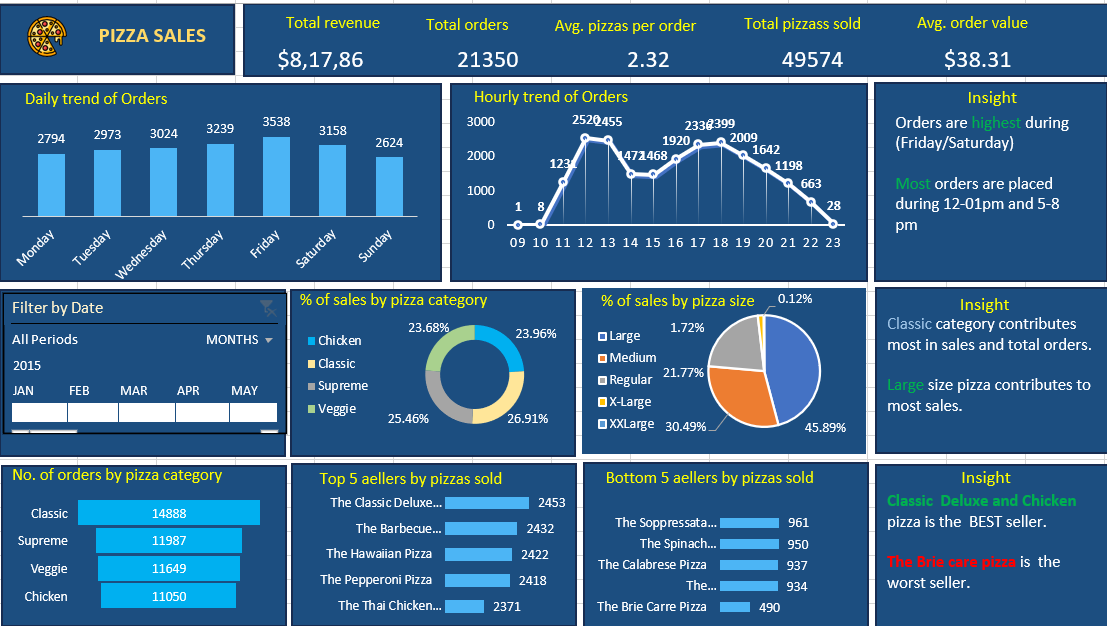 PIZZA SALES
Total revenue
$8,17,86
Total orders
21350
Avg. pizzas per order
2.32
Total pizzass sold
49574
Avg. order value
$38.31
Daily trend of Orders
2794
2973
3024
3239
3538
3158
2624
Monday
Tuesday
Wednesday
Thursday
Friday
Saturday
Sunday
Hourly trend of Orders
3000
2000
1000
0
1
8
1231
2520
2455
1472
1468
1920
2336
2399
2009
1642
1198
663
28
09 10 11 12 13 14 15 16 17 18 19 20 21 22 23
Insight
Orders are highest during
(Friday/Saturday)
Most orders are placed
during 12-01pm and 5-8
pm
Filter by Date
All Periods
MONTHS
2015
JAN FEB MAR APR MAY
% of sales by pizza category
Chicken
Classic
Supreme
Veggie
23.68%
23.96%
25.46%
26.91%
% of sales by pizza size
Large
Medium
Regular
X-Large
XXLarge
0.12%
1.72%
21.77%
30.49%
45.89%
Insight
Classic category contributes
most in sales and total orders.
Large size pizza contributes to
most sales.
No. of orders by pizza category
Classic 14888
Supreme 11987
Veggie 11649
Chicken 11050
Top 5 aellers by pizzas sold
The Classic Deluxe... 2453
The Barbecue... 2432
The Hawaiian Pizza 2422
The Pepperoni Pizza 2418
The Thai Chicken... 2371
Bottom 5 aellers by pizzas sold
The Soppressata... 961
The Spinach... 950
The Calabrese Pizza 937
The... 934
The Brie Carre Pizza 490
Insight
Classic Deluxe and Chicken
pizza is the BEST seller.
The Brie care pizza is the
worst seller.